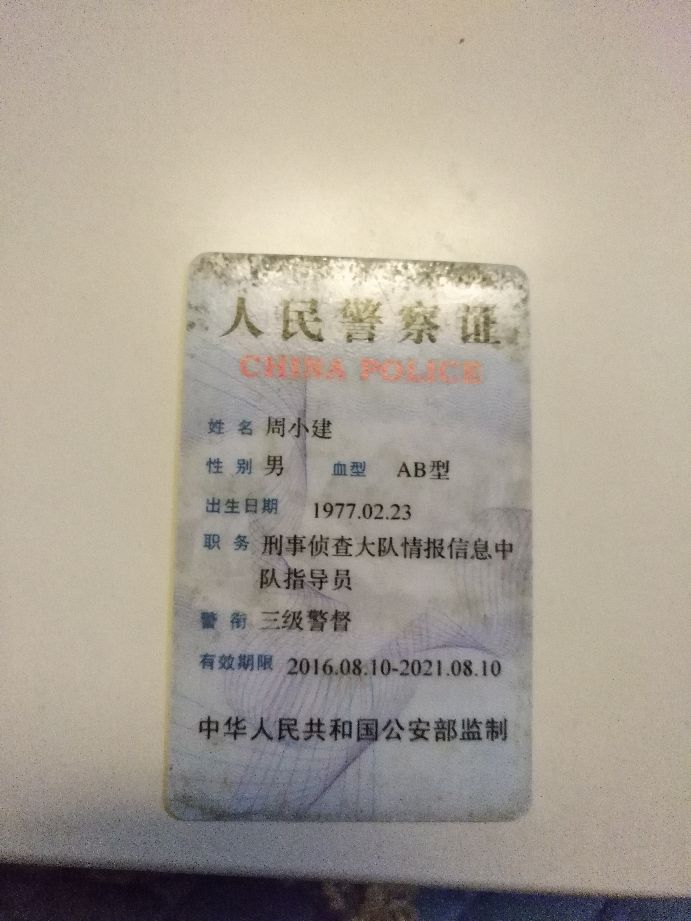 人民警察证
CHINA POLICE
姓名 周小建
性别 男 血型 AB型
出生日期 1977.02.23
职务 刑事侦查大队情报信息中
队指导员
警衔 三级警督
有效期限 2016.08.10-2021.08.10
中华人民共和国公安部监制